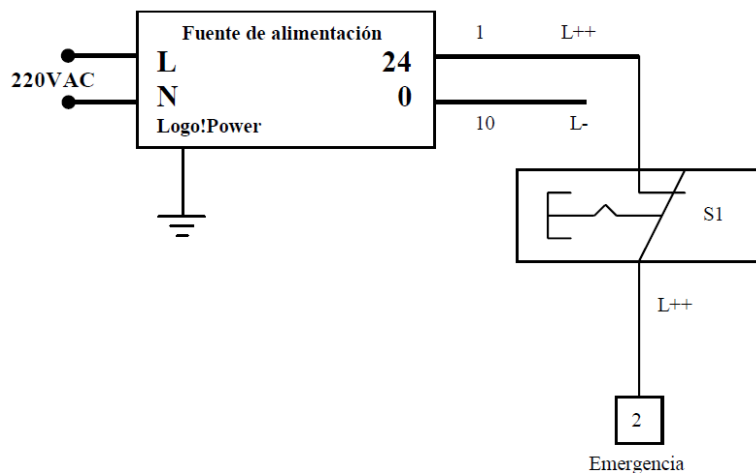 Fuente de alimentación
1
L++
L
24
220VAC
N
0
Logo!Power
10
L-
S1
L++
2
Emergencia